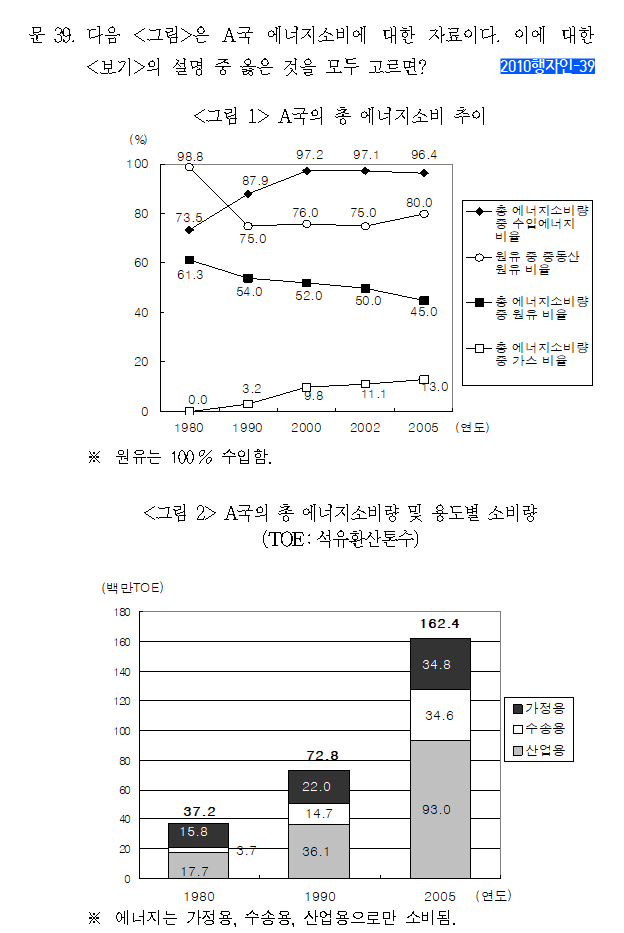 문 39. 다음 <그림>은 A국 에너지소비에 대한 자료이다. 이에 대한
<보기>의 설명 중 옳은 것을 모두 고르면?
2010행자인-39
<그림 1> A국의 총 에너지소비 추이
(%)
100
80
60
40
20
0
98.8
73.5
87.9
97.2
97.1
96.4
75.0
76.0
75.0
80.0
61.3
54.0
52.0
50.0
45.0
0.0
3.2
9.8
11.1
13.0
1980
1990
2000
2002
2005
(연도)
총 에너지소비량
중 수입에너지
비율
원유 중 중동산
원유 비율
총 에너지소비량
중 원유 비율
총 에너지소비량
중 가스 비율
※ 원유는 100% 수입함.
<그림 2> A국의 총 에너지소비량 및 용도별 소비량
(TOE : 석유환산톤수)
(백만TOE)
180
160
140
120
100
80
60
40
20
0
37.2
15.8
3.7
17.7
72.8
22.0
14.7
36.1
162.4
34.8
34.6
93.0
1980
1990
2005
(연도)
가정용
수송용
산업용
※ 에너지는 가정용, 수송용, 산업용으로만 소비됨.